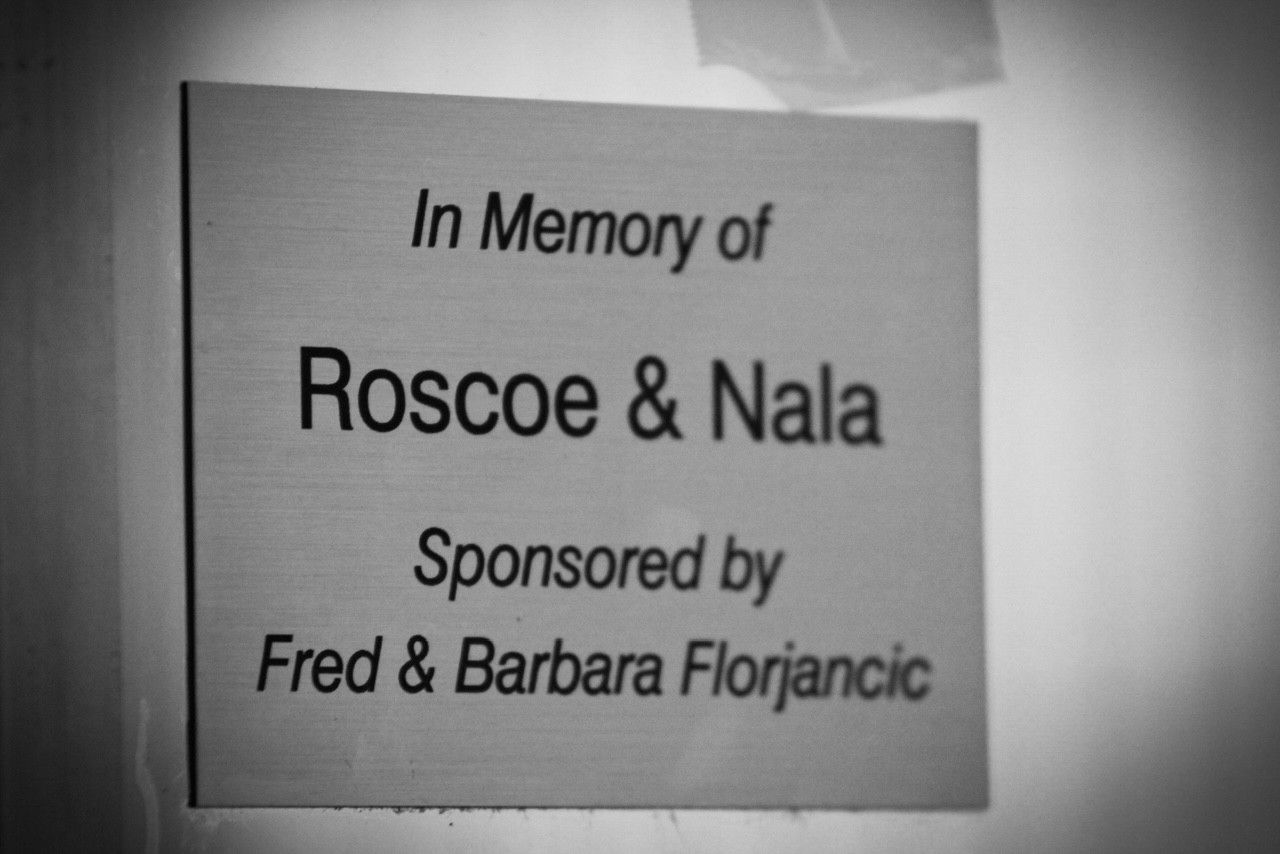 In Memory of
Roscoe & Nala
Sponsored by
Fred & Barbara Florjancic